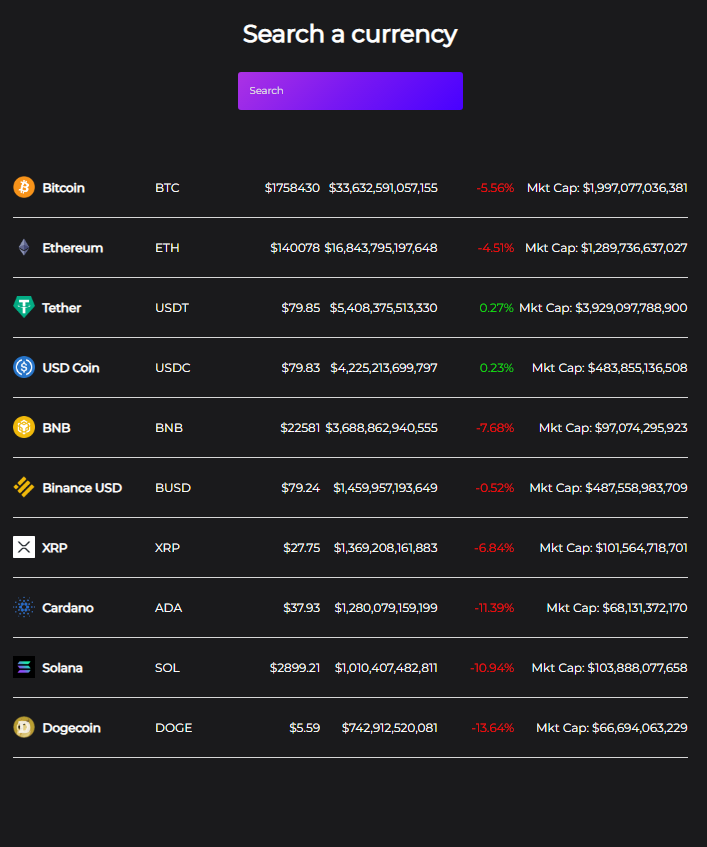 Search a currency
Search
Bitcoin BTC $1758430 $33,632,591,057,155 -5.56% Mkt Cap: $1,997,077,036,381
Ethereum ETH $140078 $16,843,795,197,648 -4.51% Mkt Cap: $1,289,736,637,027
Tether USDT $79.85 $5,408,375,513,330 0.27% Mkt Cap: $3,929,097,788,900
USD Coin USDC $79.83 $4,225,213,699,797 0.23% Mkt Cap: $483,855,136,508
BNB BNB $22581 $3,688,862,940,555 -7.68% Mkt Cap: $97,074,295,923
Binance USD BUSD $79.24 $1,459,957,193,649 -0.52% Mkt Cap: $487,558,983,709
XRP XRP $27.75 $1,369,208,161,883 -6.84% Mkt Cap: $101,564,718,701
Cardano ADA $37.93 $1,280,079,159,199 -11.39% Mkt Cap: $68,131,372,170
Solana SOL $2899.21 $1,010,407,482,811 -10.94% Mkt Cap: $103,888,077,658
Dogecoin DOGE $5.59 $742,912,520,081 -13.64% Mkt Cap: $66,694,063,229